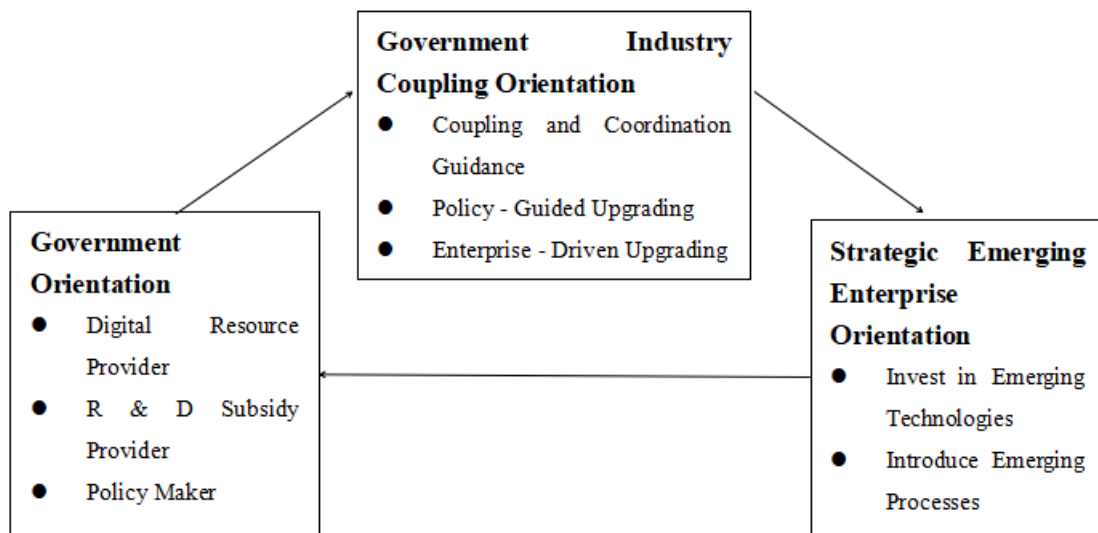 Government Industry
Coupling Orientation
● Coupling and Coordination
Guidance
● Policy - Guided Upgrading
● Enterprise - Driven Upgrading
Government
Orientation
● Digital Resource
Provider
● R & D Subsidy
Provider
● Policy Maker
Strategic Emerging
Enterprise
Orientation
● Invest in Emerging
Technologies
● Introduce Emerging
Processes